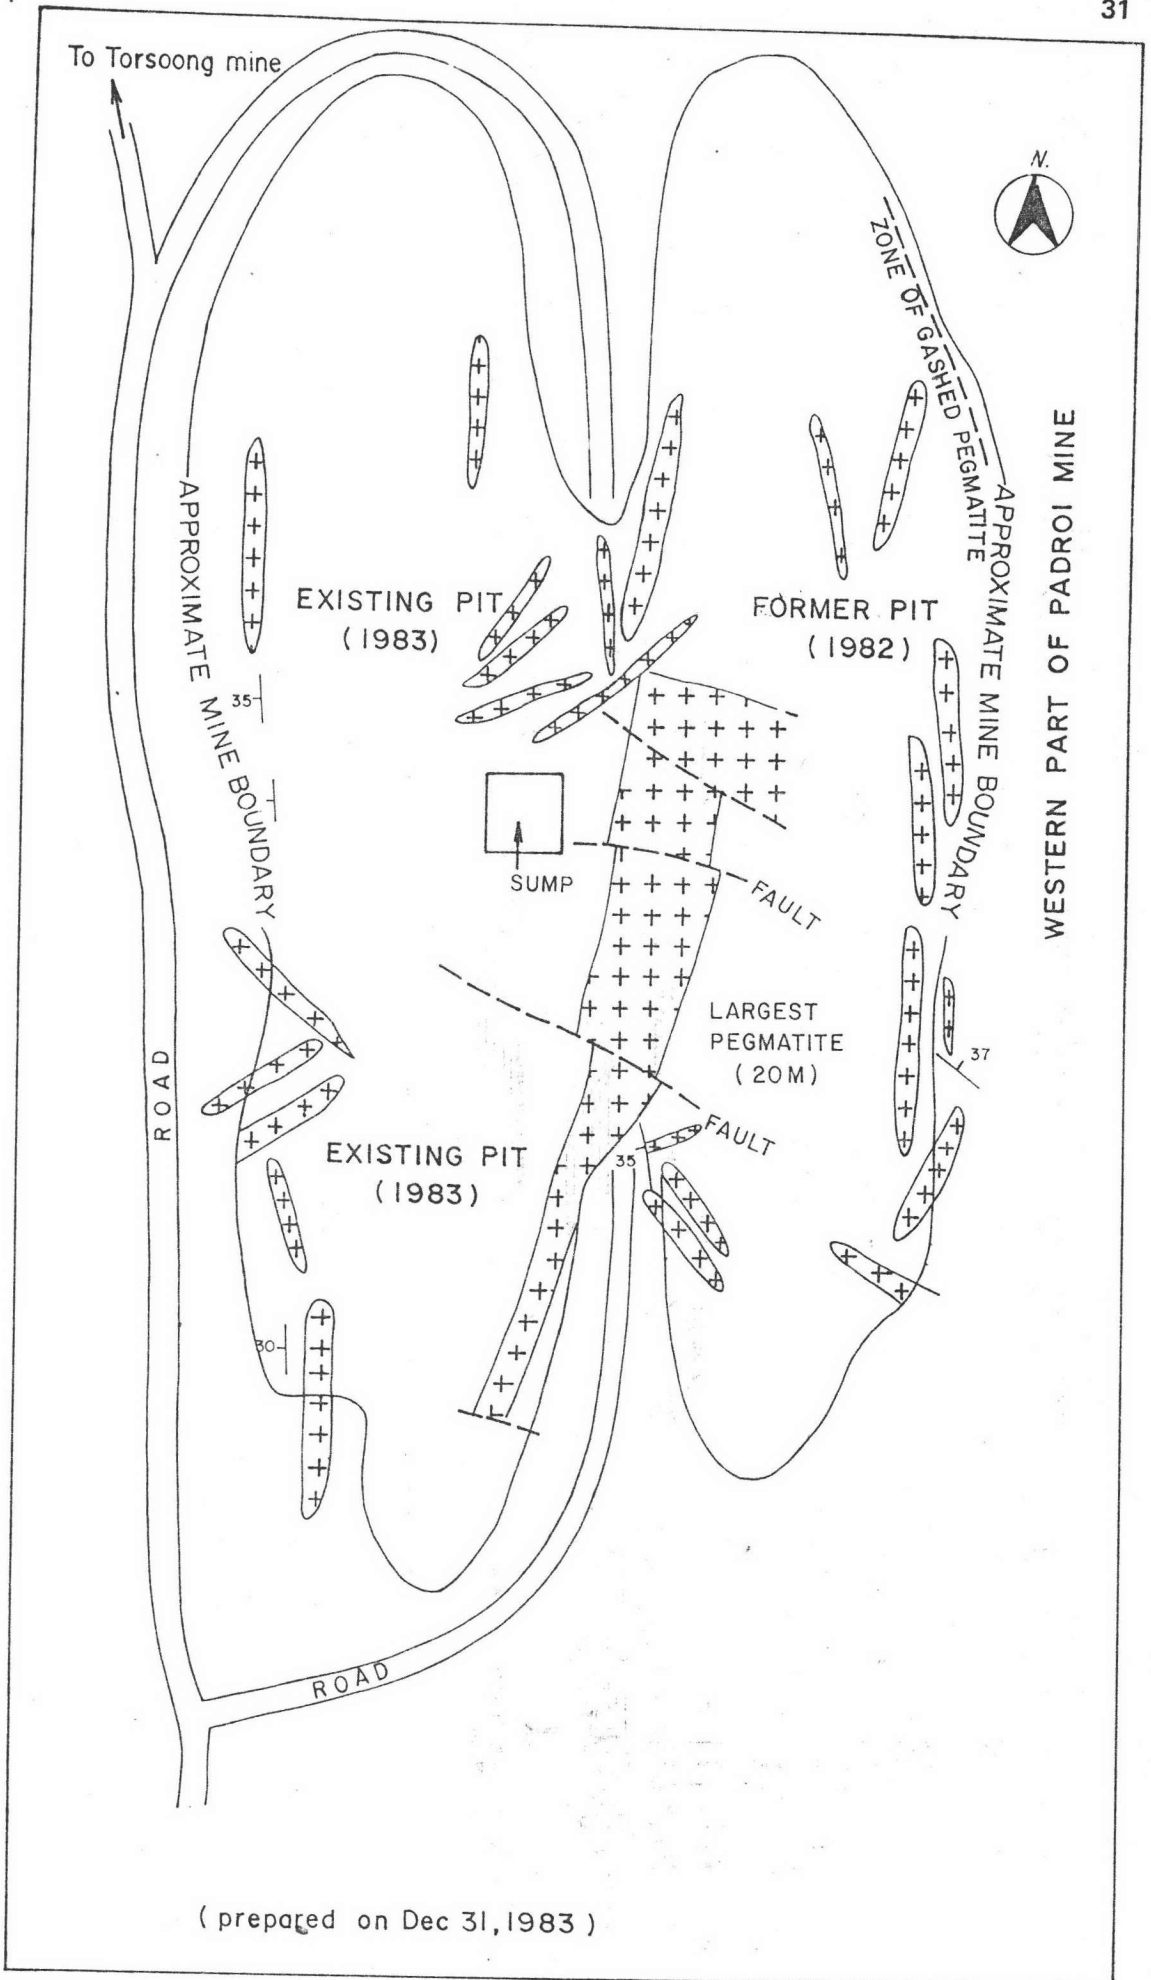 31
To Torsoong mine
N.
ZONE OF GASHED PEGMATITE
APPROXIMATE MINE BOUNDARY
EXISTING PIT
(1983)
FORMER PIT
(1982)
APPROXIMATE MINE BOUNDARY
WESTERN PART OF PADROI MINE
35
SUMP
FAULT
LARGEST
PEGMATITE
(20M)
37
ROAD
FAULT
35
EXISTING PIT
(1983)
30
ROAD
(prepared on Dec 31,1983)